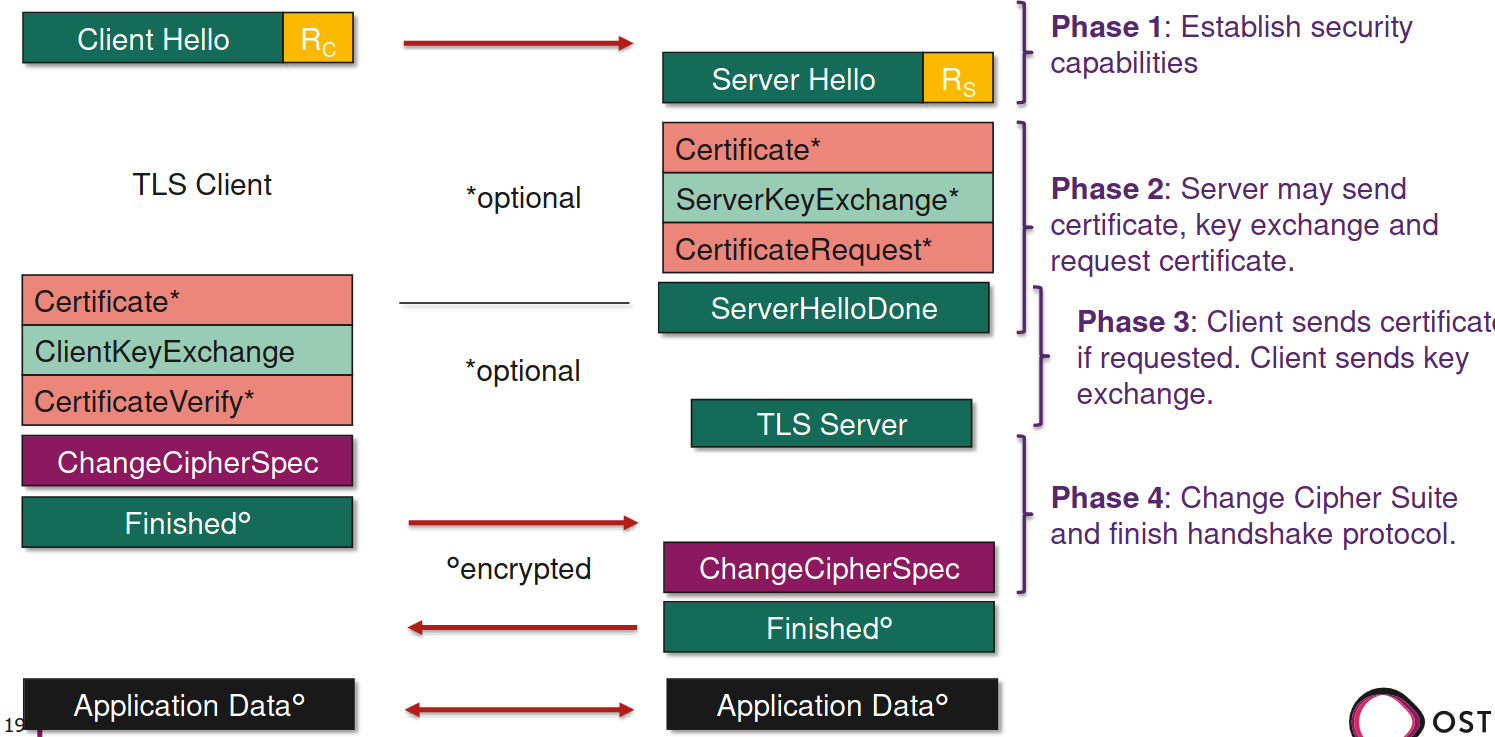 Client Hello R_C
Server Hello R_S
Phase 1: Establish security
capabilities
TLS Client
*optional
Certificate*
ServerKeyExchange*
CertificateRequest*
ServerHelloDone
Phase 2: Server may send
certificate, key exchange and
request certificate.
Certificate*
ClientKeyExchange
CertificateVerify*
*optional
TLS Server
Phase 3: Client sends certificate
if requested. Client sends key
exchange.
ChangeCipherSpec
Finished°
°encrypted
ChangeCipherSpec
Finished°
Phase 4: Change Cipher Suite
and finish handshake protocol.
Application Data°
Application Data°
19
OST